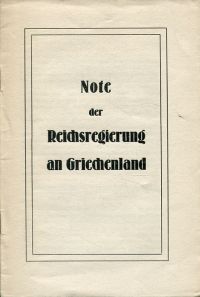 Note
der
Reichsregierung
an Griechenland